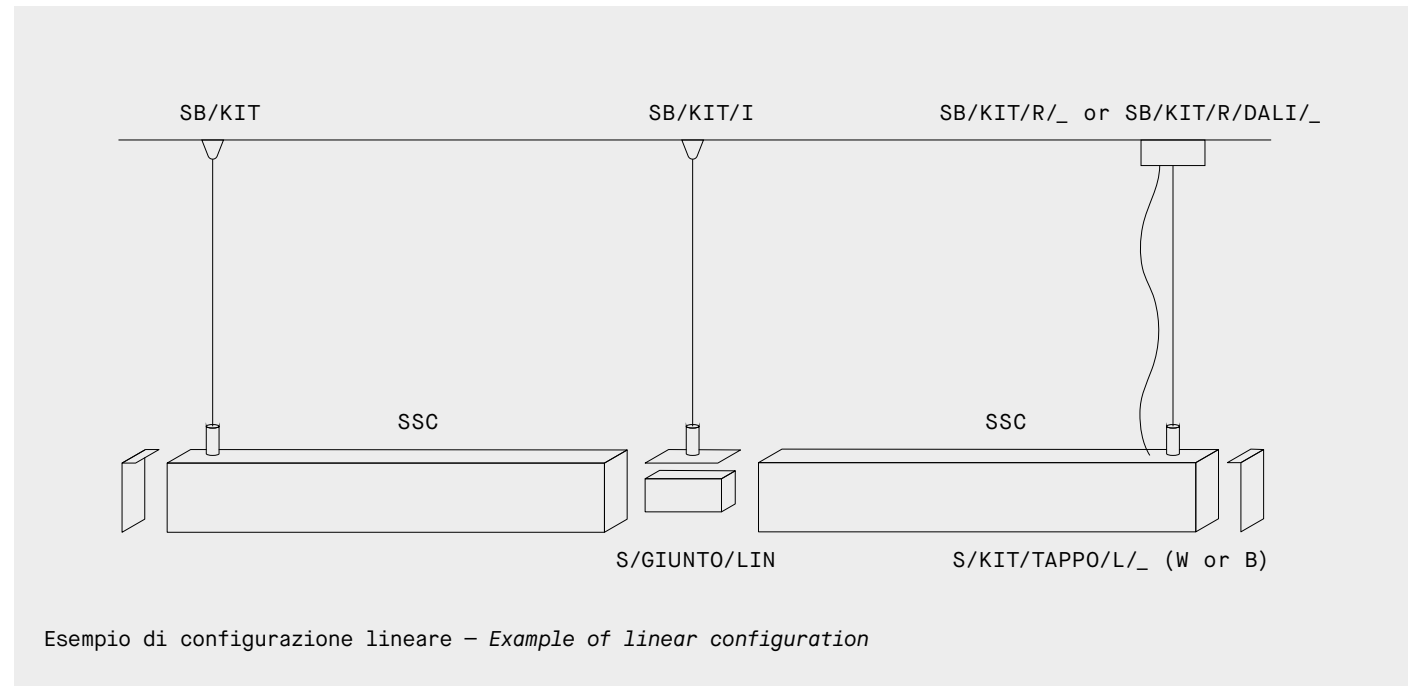 SB/KIT
SB/KIT/I
SB/KIT/R/_ or SB/KIT/R/DALI/_
SSC
SSC
S/GIUNTO/LIN
S/KIT/TAPPO/L/_ (W or B)
Esempio di configurazione lineare — Example of linear configuration